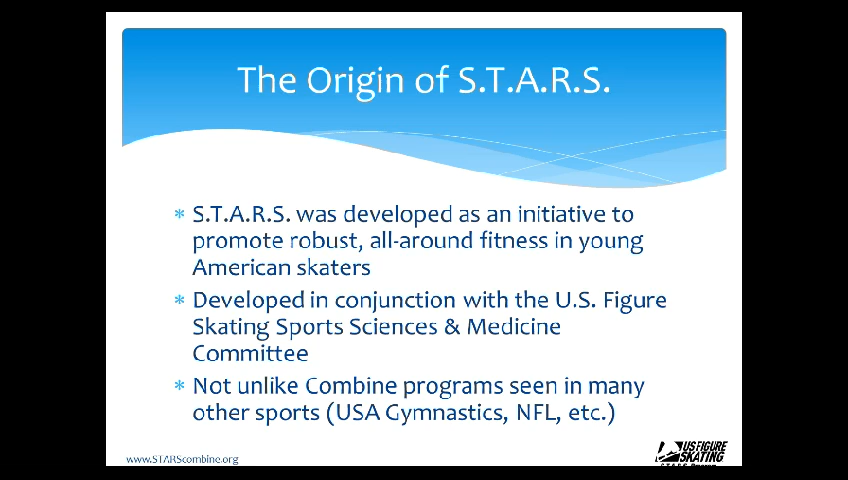 The Origin of S.T.A.R.S.
* S.T.A.R.S. was developed as an initiative to
promote robust, all-around fitness in young
American skaters
* Developed in conjunction with the U.S. Figure
Skating Sports Sciences & Medicine
Committee
* Not unlike Combine programs seen in many
other sports (USA Gymnastics, NFL, etc.)
www.STARScombine.org
US FIGURE
SKATING
S.T.A.R.S.